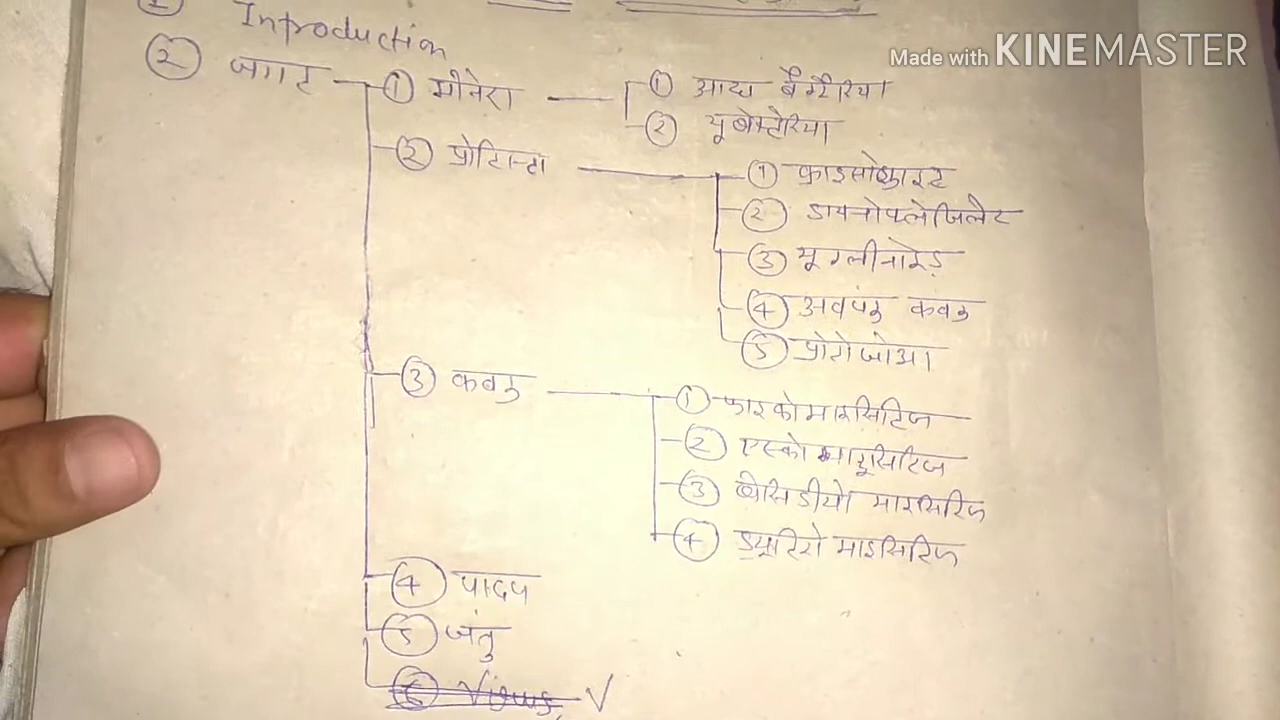 ① Introduction
Made with KINEMASTER
② जगत
① मोनेरा
① आद्य बैक्टैरिया
② यूबेक्टेरिया
② प्रोटिस्टा
① क्राइसोफाइट
② डायनोफ्लेजिलेट
③ यूग्लीनोइड
④ अवपंक कवक
⑤ प्रोटोजोआ
③ कवक
① फाइकोमाइसिटिज
② एस्कोमाइसिटिज
③ बेसिडीयो माइसिटिज
④ ड्यूटिरो माइसिटिज
④ पादप
⑤ जंतु
⑥ Virus